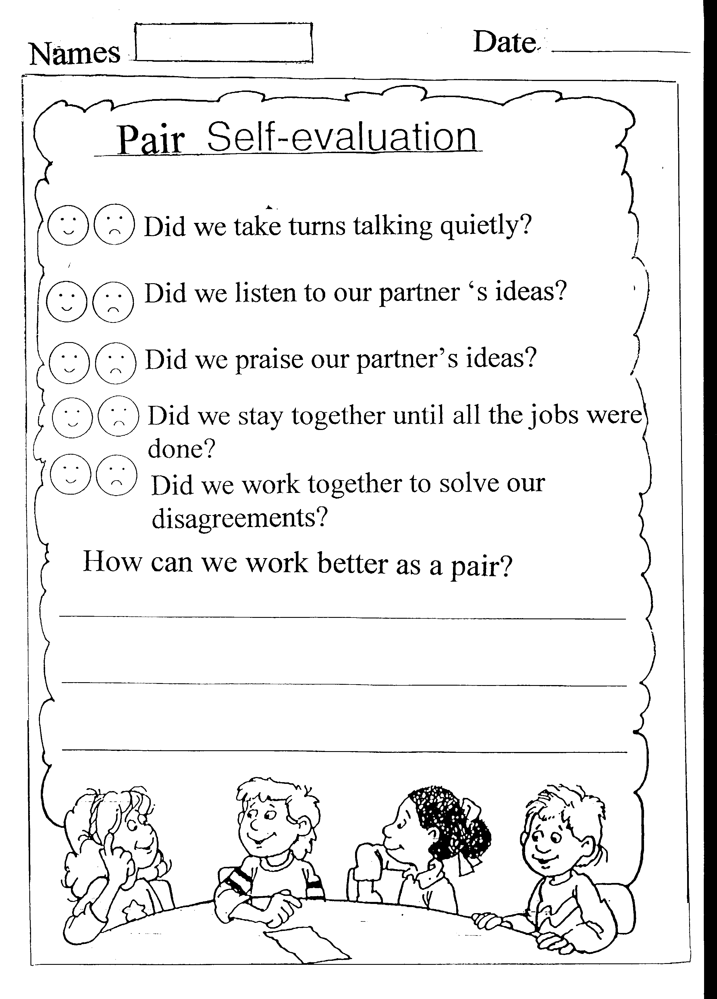 Names
Date
Pair Self-evaluation
Did we take turns talking quietly?
Did we listen to our partner ‘s ideas?
Did we praise our partner’s ideas?
Did we stay together until all the jobs were
done?
Did we work together to solve our
disagreements?
How can we work better as a pair?